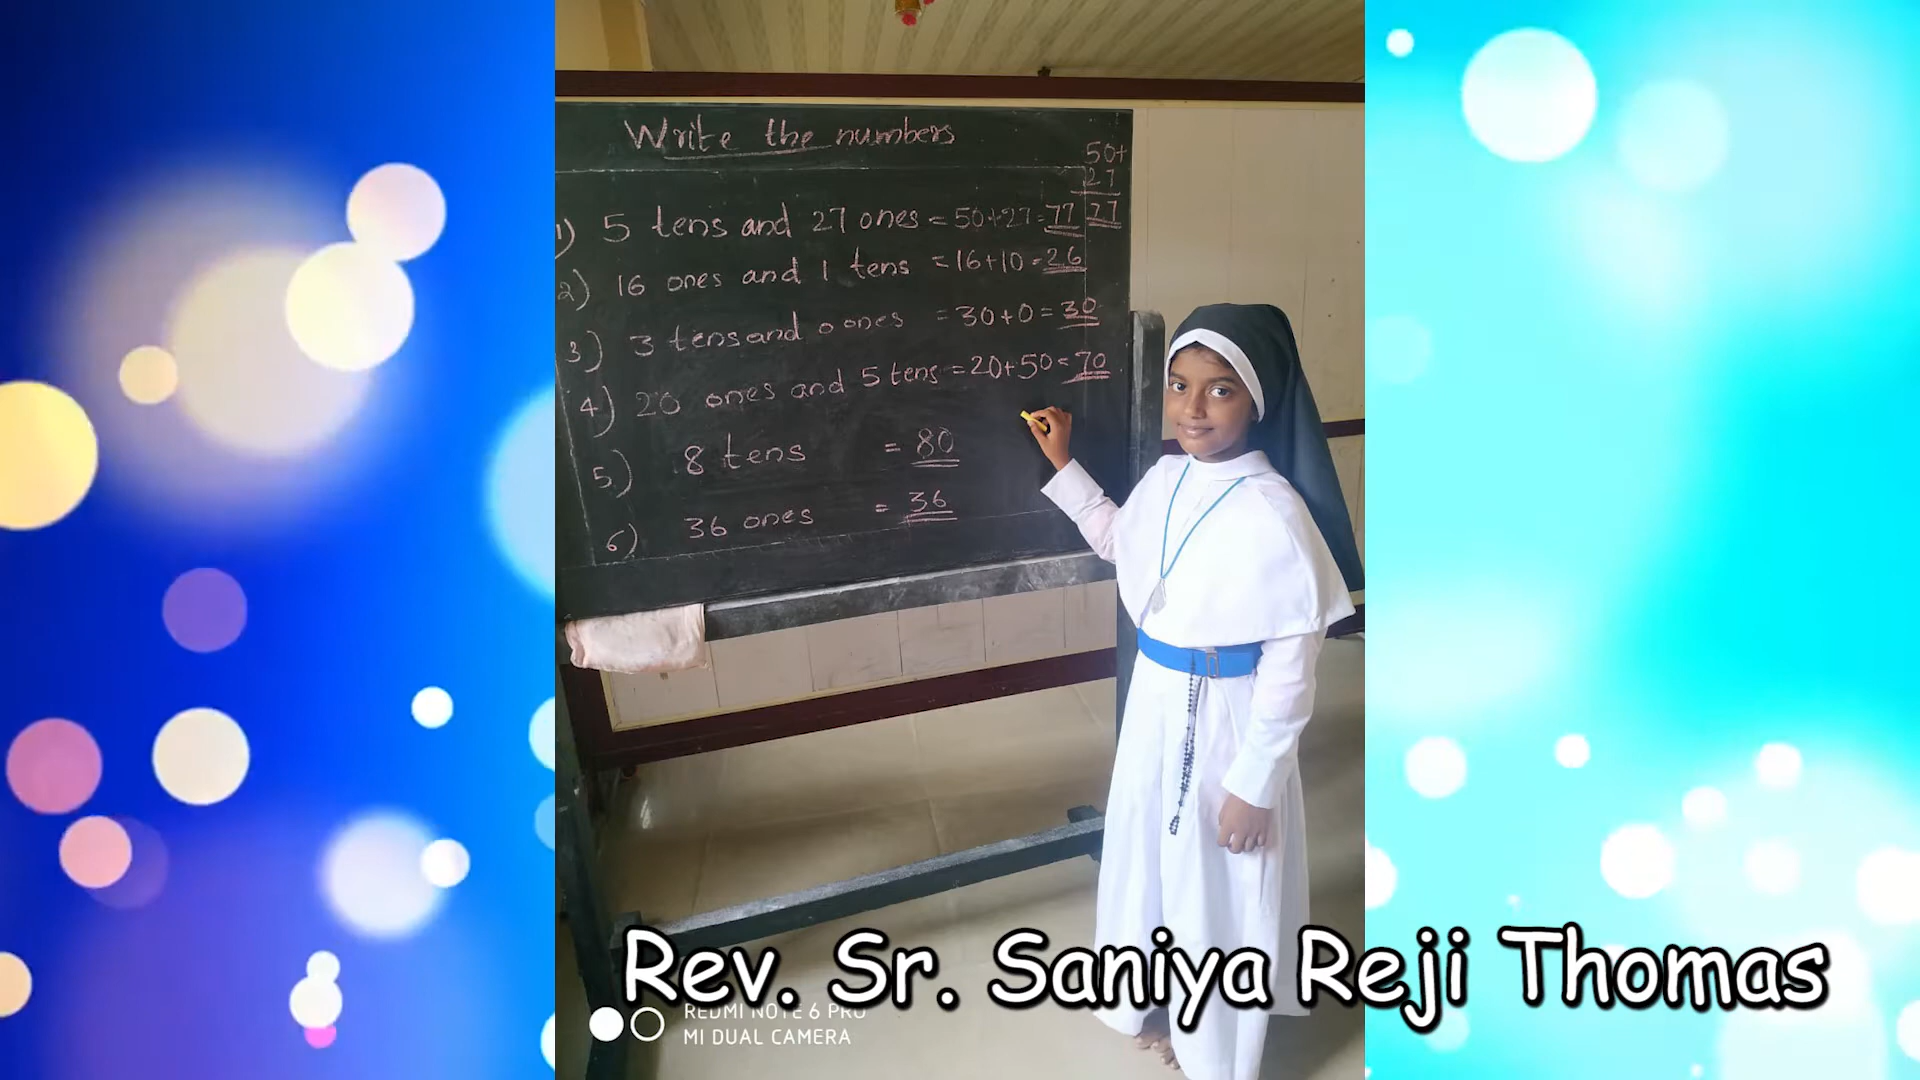 Write the numbers
50+
27
77
1) 5 tens and 27 ones = 50+27=77
2) 16 ones and 1 tens = 16+10=26
3) 3 tens and 0 ones = 30+0=30
4) 20 ones and 5 tens = 20+50=70
5) 8 tens = 80
6) 36 ones = 36
Rev. Sr. Saniya Reji Thomas
REDMI NOTE 6 PRO
MI DUAL CAMERA